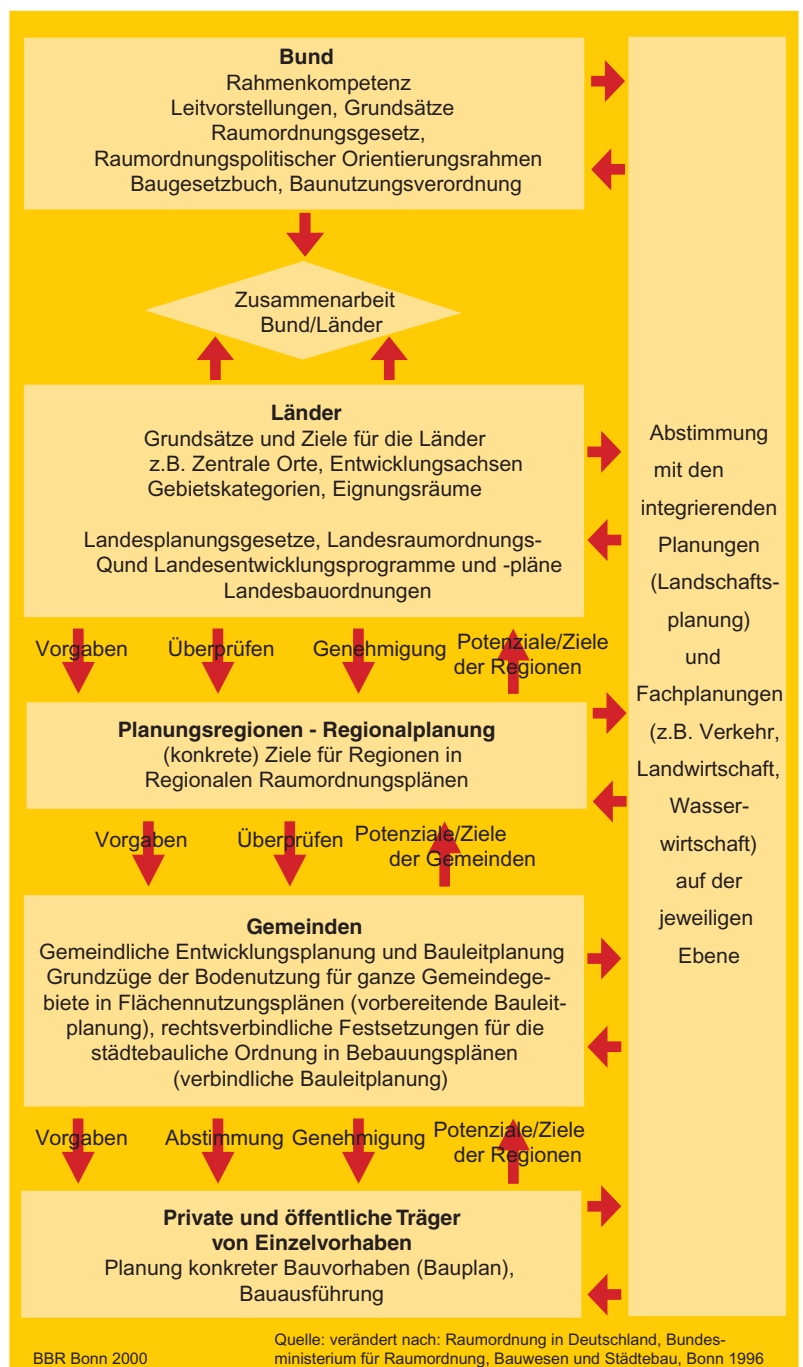 Bund
Rahmenkompetenz
Leitvorstellungen, Grundsätze
Raumordnungsgesetz,
Raumordnungspolitischer Orientierungsrahmen
Baugesetzbuch, Baunutzungsverordnung
Zusammenarbeit
Bund/Länder
Länder
Grundsätze und Ziele für die Länder
z.B. Zentrale Orte, Entwicklungsachsen
Gebietskategorien, Eignungsräume
Landesplanungsgesetze, Landesraumordnungs-
Qund Landesentwicklungsprogramme und -pläne
Landesbauordnungen
Vorgaben Überprüfen Genehmigung Potenziale/Ziele
der Regionen
Planungsregionen - Regionalplanung
(konkrete) Ziele für Regionen in
Regionalen Raumordnungsplänen
Vorgaben Überprüfen Potenziale/Ziele
der Gemeinden
Gemeinden
Gemeindliche Entwicklungsplanung und Bauleitplanung
Grundzüge der Bodenutzung für ganze Gemeindege-
biete in Flächennutzungsplänen (vorbereitende Bauleit-
planung), rechtsverbindliche Festsetzungen für die
städtebauliche Ordnung in Bebauungsplänen
(verbindliche Bauleitplanung)
Vorgaben Abstimmung Genehmigung Potenziale/Ziele
der Regionen
Private und öffentliche Träger
von Einzelvorhaben
Planung konkreter Bauvorhaben (Bauplan),
Bauausführung
Abstimmung
mit den
integrierenden
Planungen
(Landschafts-
planung)
und
Fachplanungen
(z.B. Verkehr,
Landwirtschaft,
Wasser-
wirtschaft)
auf der
jeweiligen
Ebene
BBR Bonn 2000
Quelle: verändert nach: Raumordnung in Deutschland, Bundes-
ministerium für Raumordnung, Bauwesen und Städtebau, Bonn 1996